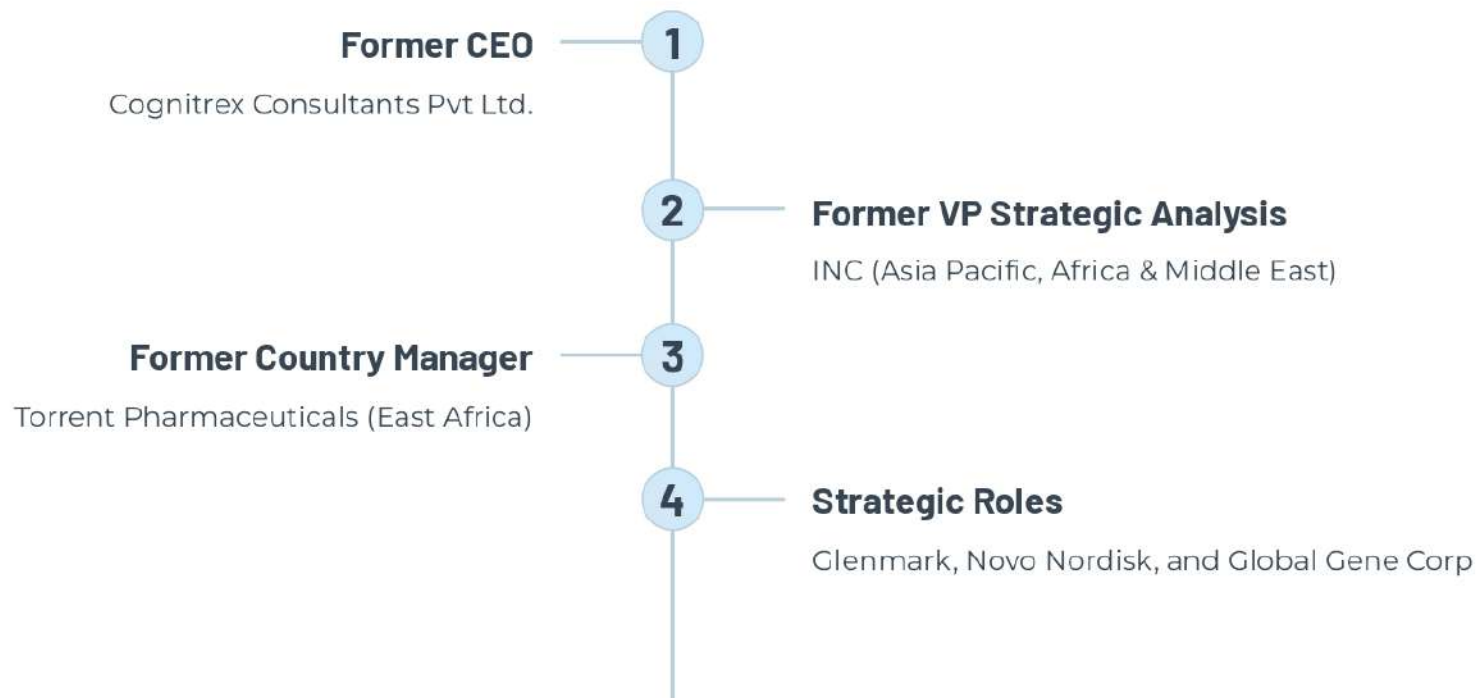 Former CEO
1
Cognitrex Consultants Pvt Ltd.
2
Former VP Strategic Analysis
INC (Asia Pacific, Africa & Middle East)
Former Country Manager
3
Torrent Pharmaceuticals (East Africa)
4
Strategic Roles
Glenmark, Novo Nordisk, and Global Gene Corp